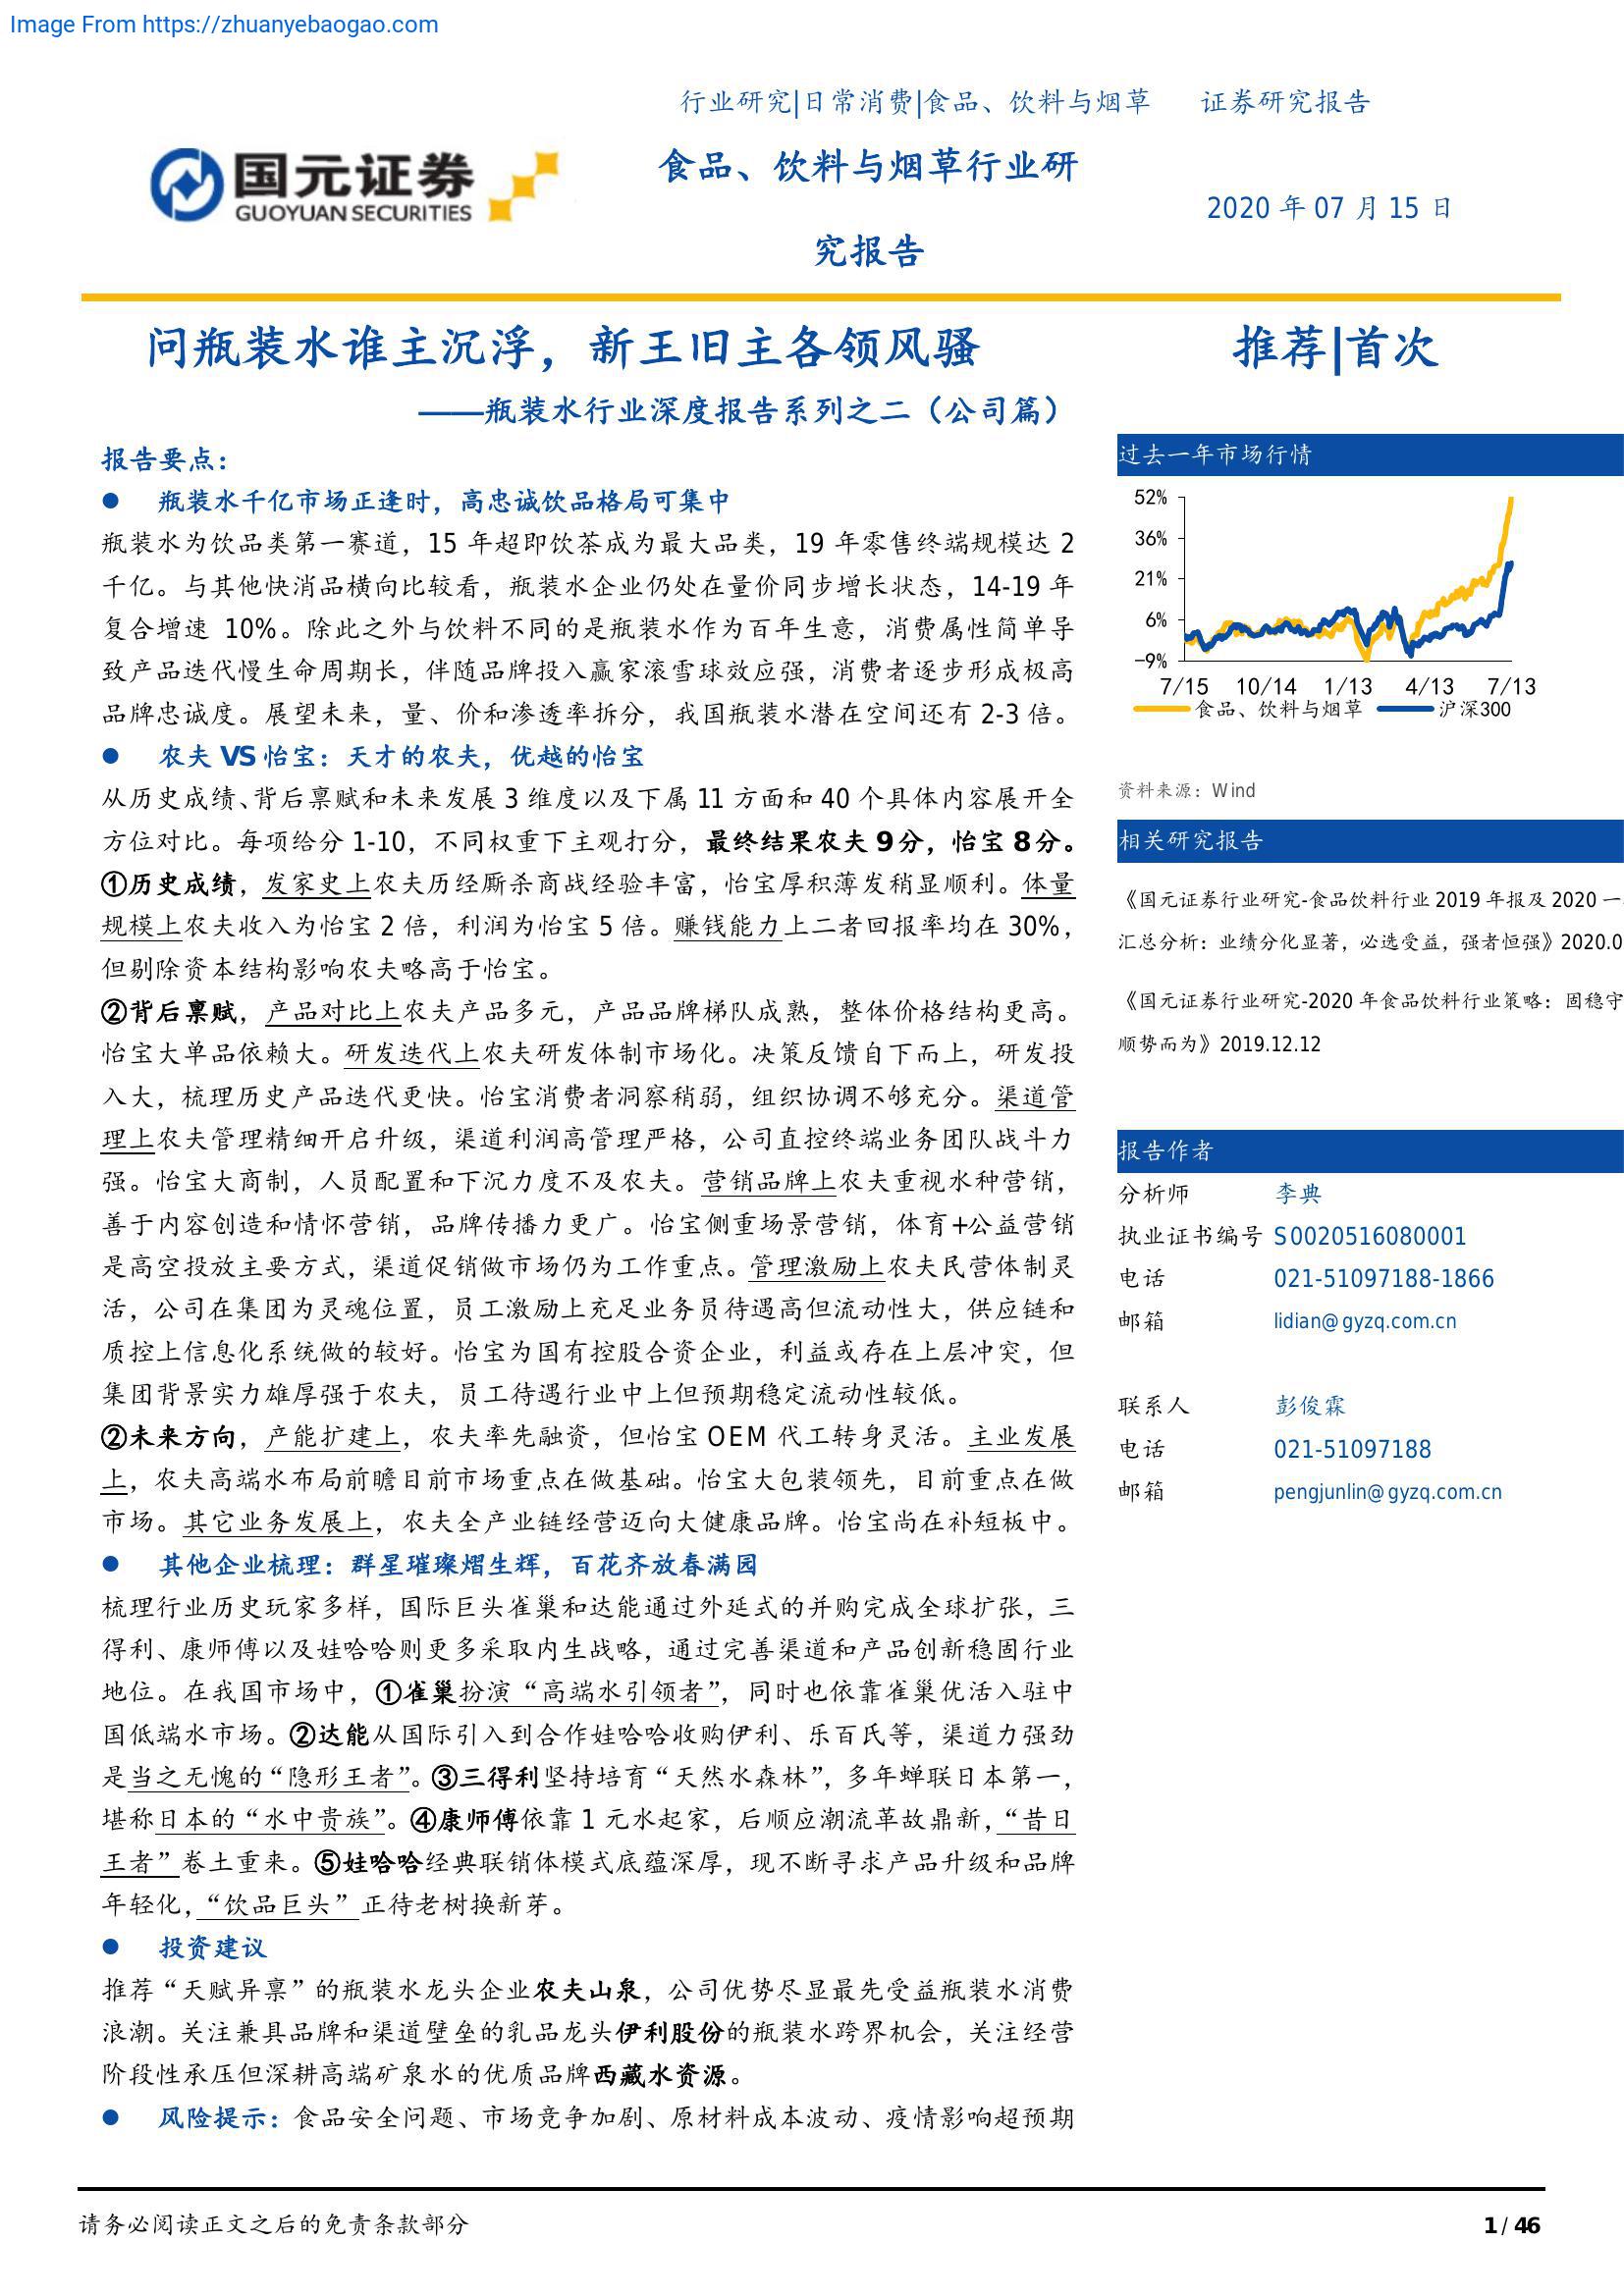 Image From https://zhuanyebaogao.com
行业研究|日常消费|食品、饮料与烟草 证券研究报告
国元证券
GUOYUAN SECURITIES
食品、饮料与烟草行业研
究报告
2020 年 07 月 15 日
问瓶装水谁主沉浮，新王旧主各领风骚
推荐|首次
——瓶装水行业深度报告系列之二（公司篇）
报告要点：
● 瓶装水千亿市场正逢时，高忠诚饮品格局可集中
瓶装水为饮品类第一赛道，15 年超即饮茶成为最大品类，19 年零售终端规模达 2
千亿。与其他快消品横向比较看，瓶装水企业仍处在量价同步增长状态，14-19 年
复合增速 10%。除此之外与饮料不同的是瓶装水作为百年生意，消费属性简单导
致产品迭代慢生命周期长，伴随品牌投入赢家滚雪球效应强，消费者逐步形成极高
品牌忠诚度。展望未来，量、价和渗透率拆分，我国瓶装水潜在空间还有 2-3 倍。
● 农夫 VS 怡宝：天才的农夫，优越的怡宝
从历史成绩、背后禀赋和未来发展 3 维度以及下属 11 方面和 40 个具体内容展开全
方位对比。每项给分 1-10，不同权重下主观打分，最终结果农夫 9 分，怡宝 8 分。
①历史成绩，发家史上农夫历经厮杀商战经验丰富，怡宝厚积薄发稍显顺利。体量
规模上农夫收入为怡宝 2 倍，利润为怡宝 5 倍。赚钱能力上二者回报率均在 30%，
但剔除资本结构影响农夫略高于怡宝。
②背后禀赋，产品对比上农夫产品多元，产品品牌梯队成熟，整体价格结构更高。
怡宝大单品依赖大。研发迭代上农夫研发体制市场化。决策反馈自下而上，研发投
入大，梳理历史产品迭代更快。怡宝消费者洞察稍弱，组织协调不够充分。渠道管
理上农夫管理精细开启升级，渠道利润高管理严格，公司直控终端业务团队战斗力
强。怡宝大商制，人员配置和下沉力度不及农夫。营销品牌上农夫重视水种营销，
善于内容创造和情怀营销，品牌传播力更广。怡宝侧重场景营销，体育+公益营销
是高空投放主要方式，渠道促销做市场仍为工作重点。管理激励上农夫民营体制灵
活，公司在集团为灵魂位置，员工激励上充足业务员待遇高但流动性大，供应链和
质控上信息化系统做的较好。怡宝为国有控股合资企业，利益或存在上层冲突，但
集团背景实力雄厚强于农夫，员工待遇行业中上但预期稳定流动性较低。
②未来方向，产能扩建上，农夫率先融资，但怡宝 OEM 代工转身灵活。主业发展
上，农夫高端水布局前瞻目前市场重点在做基础。怡宝大包装领先，目前重点在做
市场。其它业务发展上，农夫全产业链经营迈向大健康品牌。怡宝尚在补短板中。
● 其他企业梳理：群星璀璨熠生辉，百花齐放春满园
梳理行业历史玩家多样，国际巨头雀巢和达能通过外延式的并购完成全球扩张，三
得利、康师傅以及娃哈哈则更多采取内生战略，通过完善渠道和产品创新稳固行业
地位。在我国市场中，①雀巢扮演“高端水引领者”，同时也依靠雀巢优活入驻中
国低端水市场。②达能从国际引入到合作娃哈哈收购伊利、乐百氏等，渠道力强劲
是当之无愧的“隐形王者”。③三得利坚持培育“天然水森林”，多年蝉联日本第一，
堪称日本的“水中贵族”。④康师傅依靠 1 元水起家，后顺应潮流革故鼎新，“昔日
王者”卷土重来。⑤娃哈哈经典联销体模式底蕴深厚，现不断寻求产品升级和品牌
年轻化，“饮品巨头”正待老树换新芽。
● 投资建议
推荐“天赋异禀”的瓶装水龙头企业农夫山泉，公司优势尽显最先受益瓶装水消费
浪潮。关注兼具品牌和渠道壁垒的乳品龙头伊利股份的瓶装水跨界机会，关注经营
阶段性承压但深耕高端矿泉水的优质品牌西藏水资源。
● 风险提示：食品安全问题、市场竞争加剧、原材料成本波动、疫情影响超预期
过去一年市场行情
52%
36%
21%
6%
-9%
7/15 10/14 1/13 4/13 7/13
食品、饮料与烟草 沪深300
资料来源：Wind
相关研究报告
《国元证券行业研究-食品饮料行业 2019 年报及 2020 一
汇总分析：业绩分化显著，必选受益，强者恒强》2020.0
《国元证券行业研究-2020 年食品饮料行业策略：固稳守
顺势而为》2019.12.12
报告作者
分析师 李典
执业证书编号 S0020516080001
电话 021-51097188-1866
邮箱 lidian@gyzq.com.cn
联系人 彭俊霖
电话 021-51097188
邮箱 pengjunlin@gyzq.com.cn
请务必阅读正文之后的免责条款部分
1 / 46